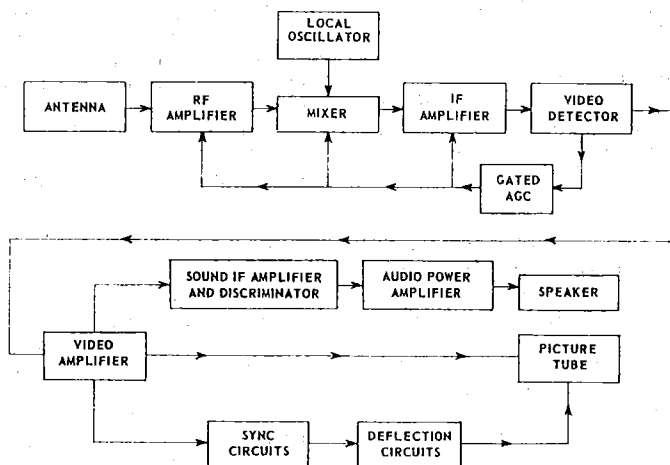 LOCAL
OSCILLATOR
ANTENNA
RF
AMPLIFIER
MIXER
IF
AMPLIFIER
VIDEO
DETECTOR
GATED
AGC
SOUND IF AMPLIFIER
AND DISCRIMINATOR
AUDIO POWER
AMPLIFIER
SPEAKER
VIDEO
AMPLIFIER
PICTURE
TUBE
SYNC
CIRCUITS
DEFLECTION
CIRCUITS